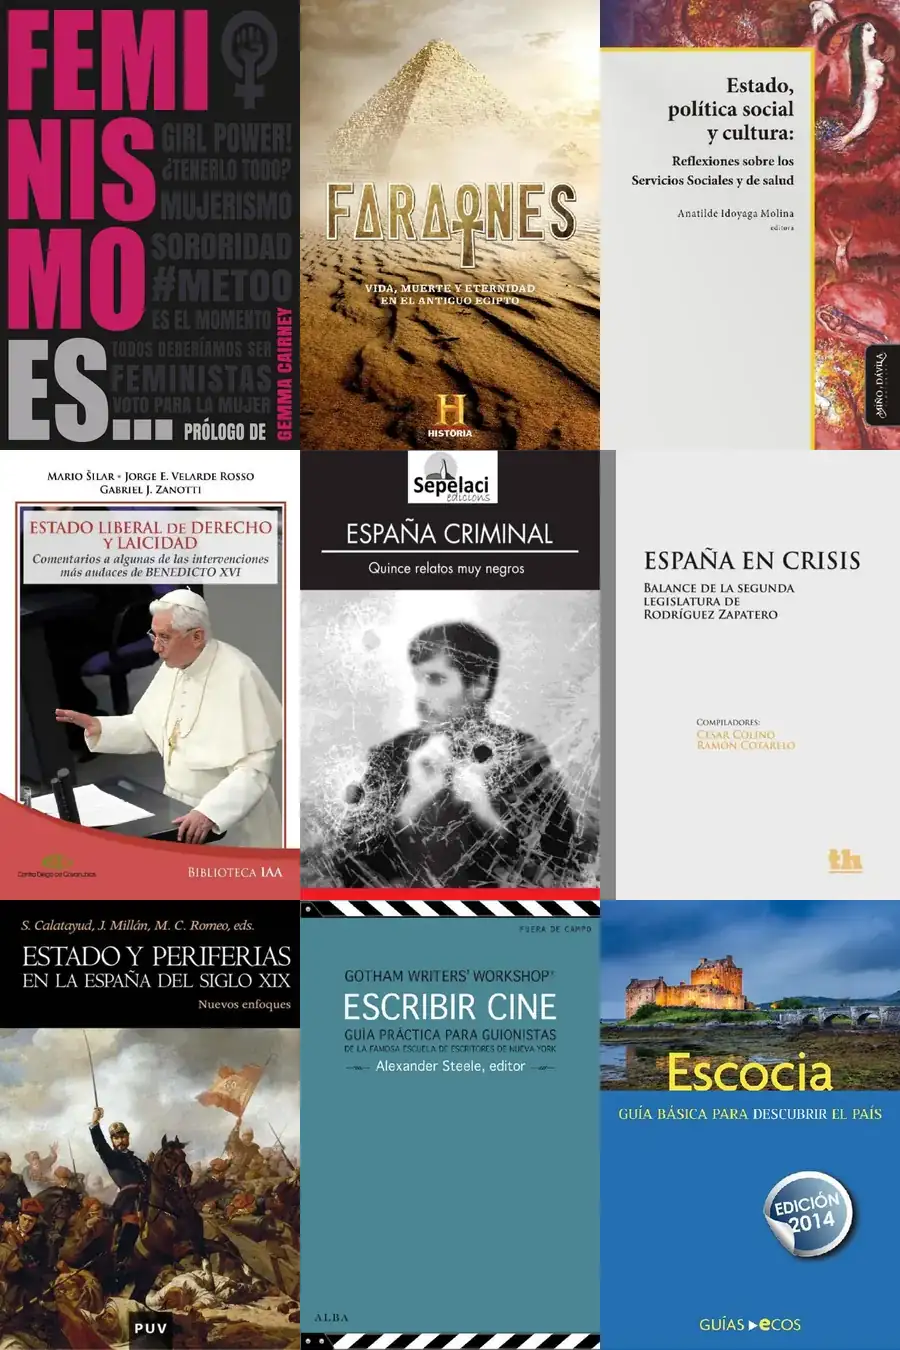 FEMI
NIS
MO
ES...
GIRL POWER!
¿TENERLO TODO?
MUJERISMO
SORORIDAD
#METOO
ES EL MOMENTO
TODOS DEBERÍAMOS SER
FEMINISTAS
VOTO PARA LA MUJER
PRÓLOGO DE
GEMMA CAIRNEY
FARAONES
VIDA, MUERTE Y ETERNIDAD
EN EL ANTIGUO EGIPTO
H
HISTORIA
Estado,
política social
y cultura:
Reflexiones sobre los
Servicios Sociales y de salud
Anatilde Idoyaga Molina
editora
MIÑO y DÁVILA
MARIO ŠILAR • JORGE E. VELARDE ROSSO
GABRIEL J. ZANOTTI
ESTADO LIBERAL DE DERECHO
Y LAICIDAD
Comentarios a algunas de las intervenciones
más audaces de BENEDICTO XVI
Centro Diego de Covarrubias
BIBLIOTECA IAA
Sepelaci
edicions
ESPAÑA CRIMINAL
Quince relatos muy negros
ESPAÑA EN CRISIS
BALANCE DE LA SEGUNDA
LEGISLATURA DE
RODRÍGUEZ ZAPATERO
COMPILADORES:
CÉSAR COLINO
RAMÓN COTARELO
th
S. Calatayud, J. Millán, M. C. Romeo, eds.
ESTADO Y PERIFERIAS
EN LA ESPAÑA DEL SIGLO XIX
Nuevos enfoques
PUV
FUERA DE CAMPO
GOTHAM WRITERS' WORKSHOP®
ESCRIBIR CINE
GUÍA PRÁCTICA PARA GUIONISTAS
DE LA FAMOSA ESCUELA DE ESCRITORES DE NUEVA YORK
Alexander Steele, editor
ALBA
Escocia
GUÍA BÁSICA PARA DESCUBRIR EL PAÍS
EDICIÓN
2014
GUÍAS ECOS